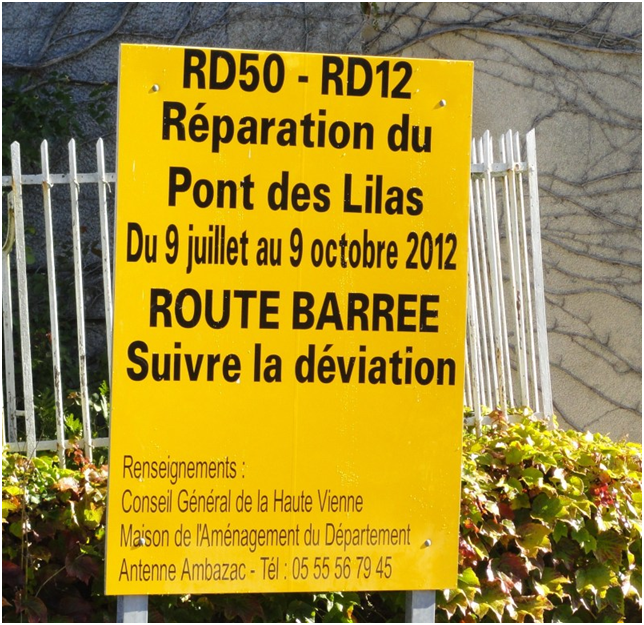 RD50 - RD12
Réparation du
Pont des Lilas
Du 9 juillet au 9 octobre 2012
ROUTE BARREE
Suivre la déviation
Renseignements :
Conseil Général de la Haute Vienne
Maison de l'Aménagement du Département
Antenne Ambazac - Tél : 05 55 56 79 45